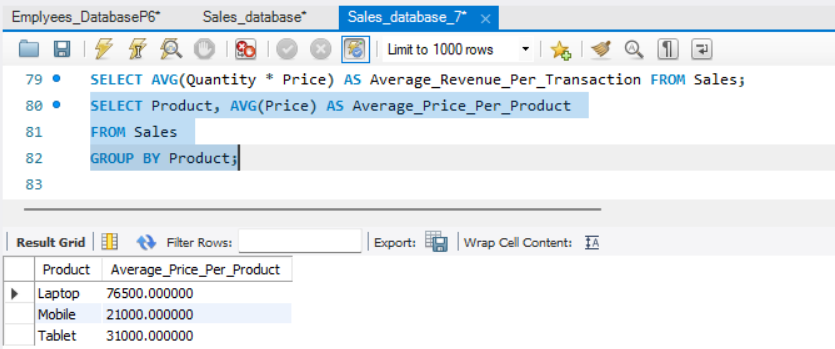 Emplyees_DatabaseP6* Sales_database* Sales_database_7* ×
Limit to 1000 rows
79 SELECT AVG(Quantity * Price) AS Average_Revenue_Per_Transaction FROM Sales;
80 SELECT Product, AVG(Price) AS Average_Price_Per_Product
81 FROM Sales
82 GROUP BY Product;
83
Result Grid Filter Rows: Export: Wrap Cell Content:
Product Average_Price_Per_Product
Laptop 76500.000000
Mobile 21000.000000
Tablet 31000.000000